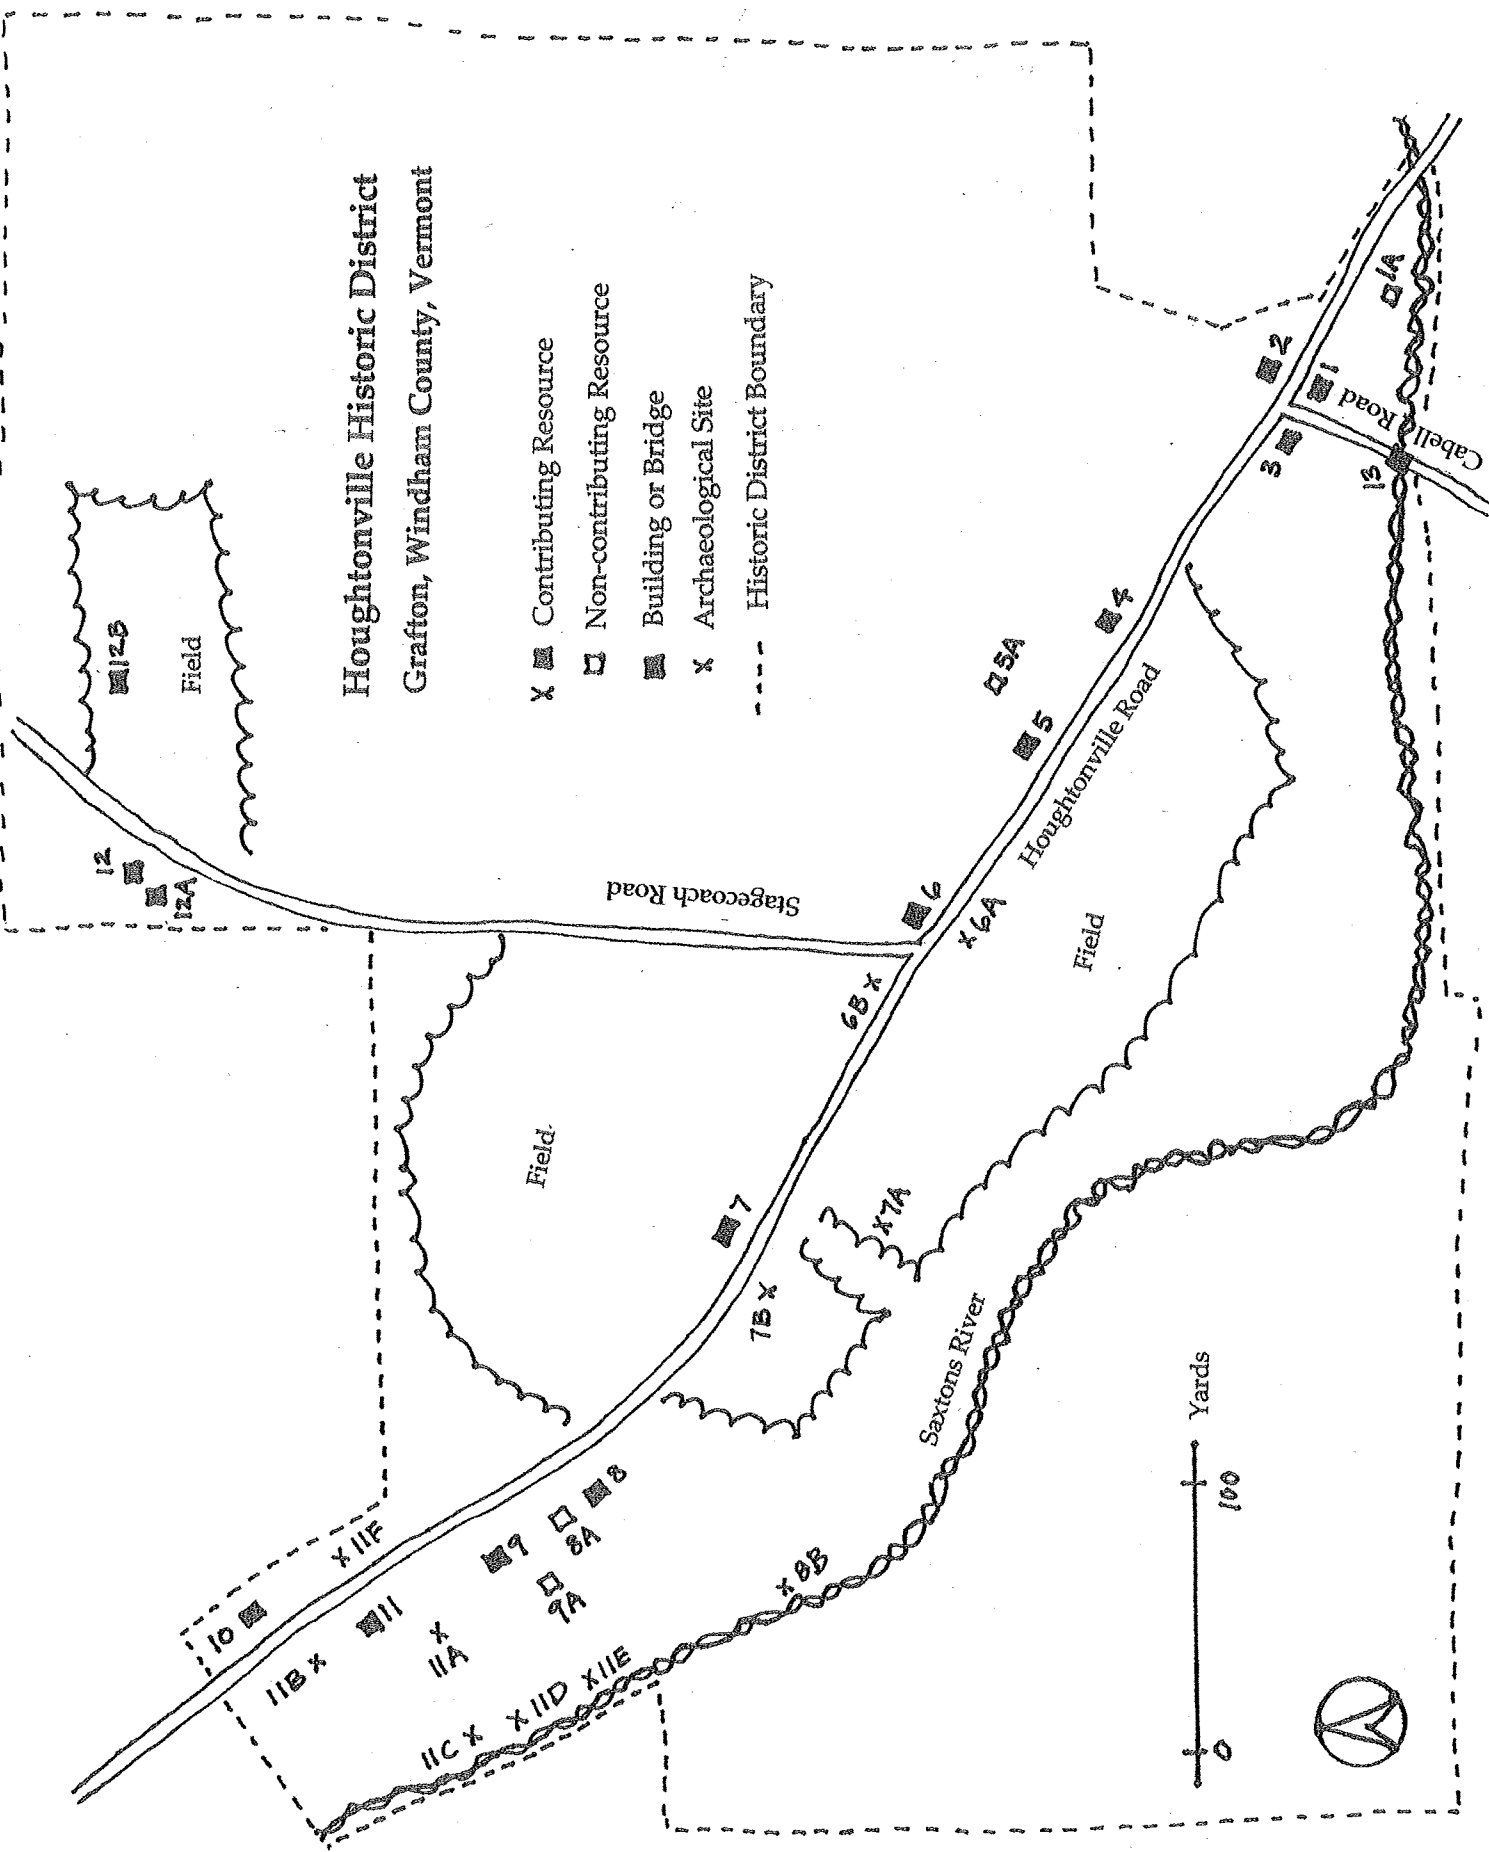 Houghtonville Historic District
Grafton, Windham County, Vermont
X ■ Contributing Resource
□ Non-contributing Resource
■ Building or Bridge
x Archaeological Site
--- Historic District Boundary
12B
Field
12
12A
Stagecoach Road
Field
6
x 6A
6B x
5
5A
4
Houghtonville Road
Field
3
2
1
1A
Cabell Road
13
7
x7A
7B x
8
8A
x 8B
9
9A
10
11
11A
11B x
11C x
x 11D
x11E
x 11F
Saxtons River
0
100
Yards